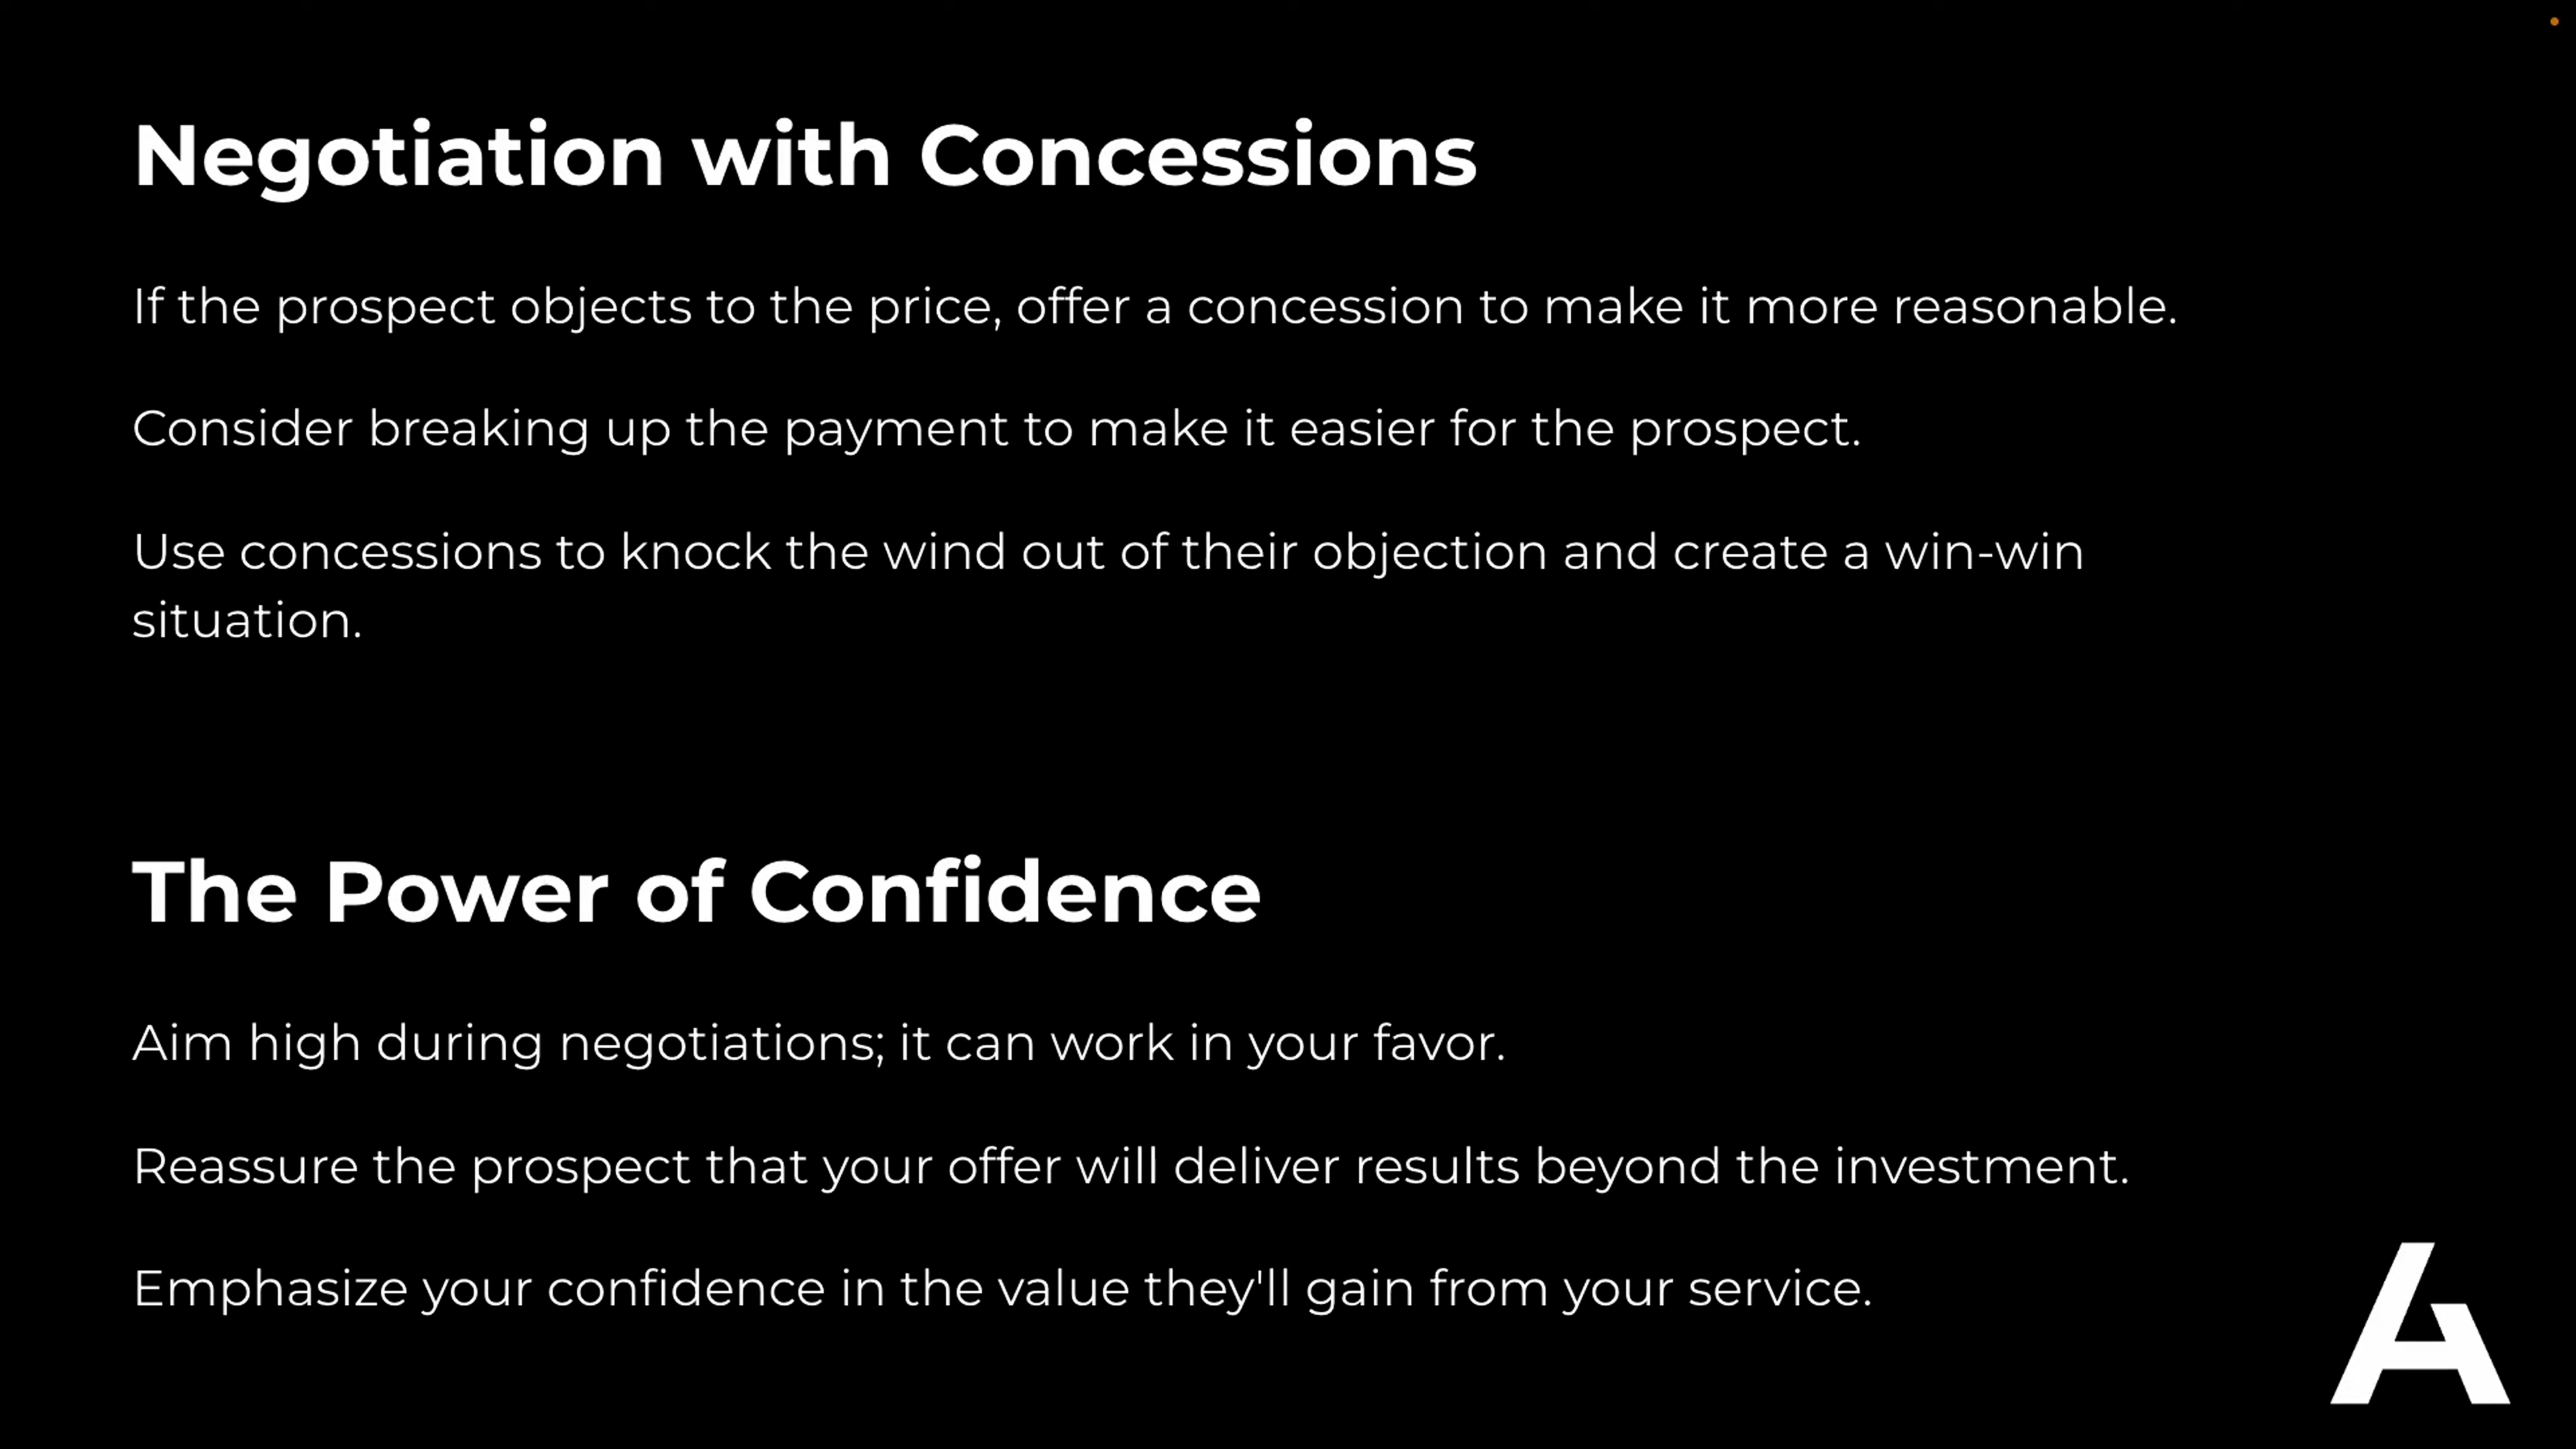 Negotiation with Concessions
If the prospect objects to the price, offer a concession to make it more reasonable.
Consider breaking up the payment to make it easier for the prospect.
Use concessions to knock the wind out of their objection and create a win-win
situation.
The Power of Confidence
Aim high during negotiations; it can work in your favor.
Reassure the prospect that your offer will deliver results beyond the investment.
Emphasize your confidence in the value they'll gain from your service.